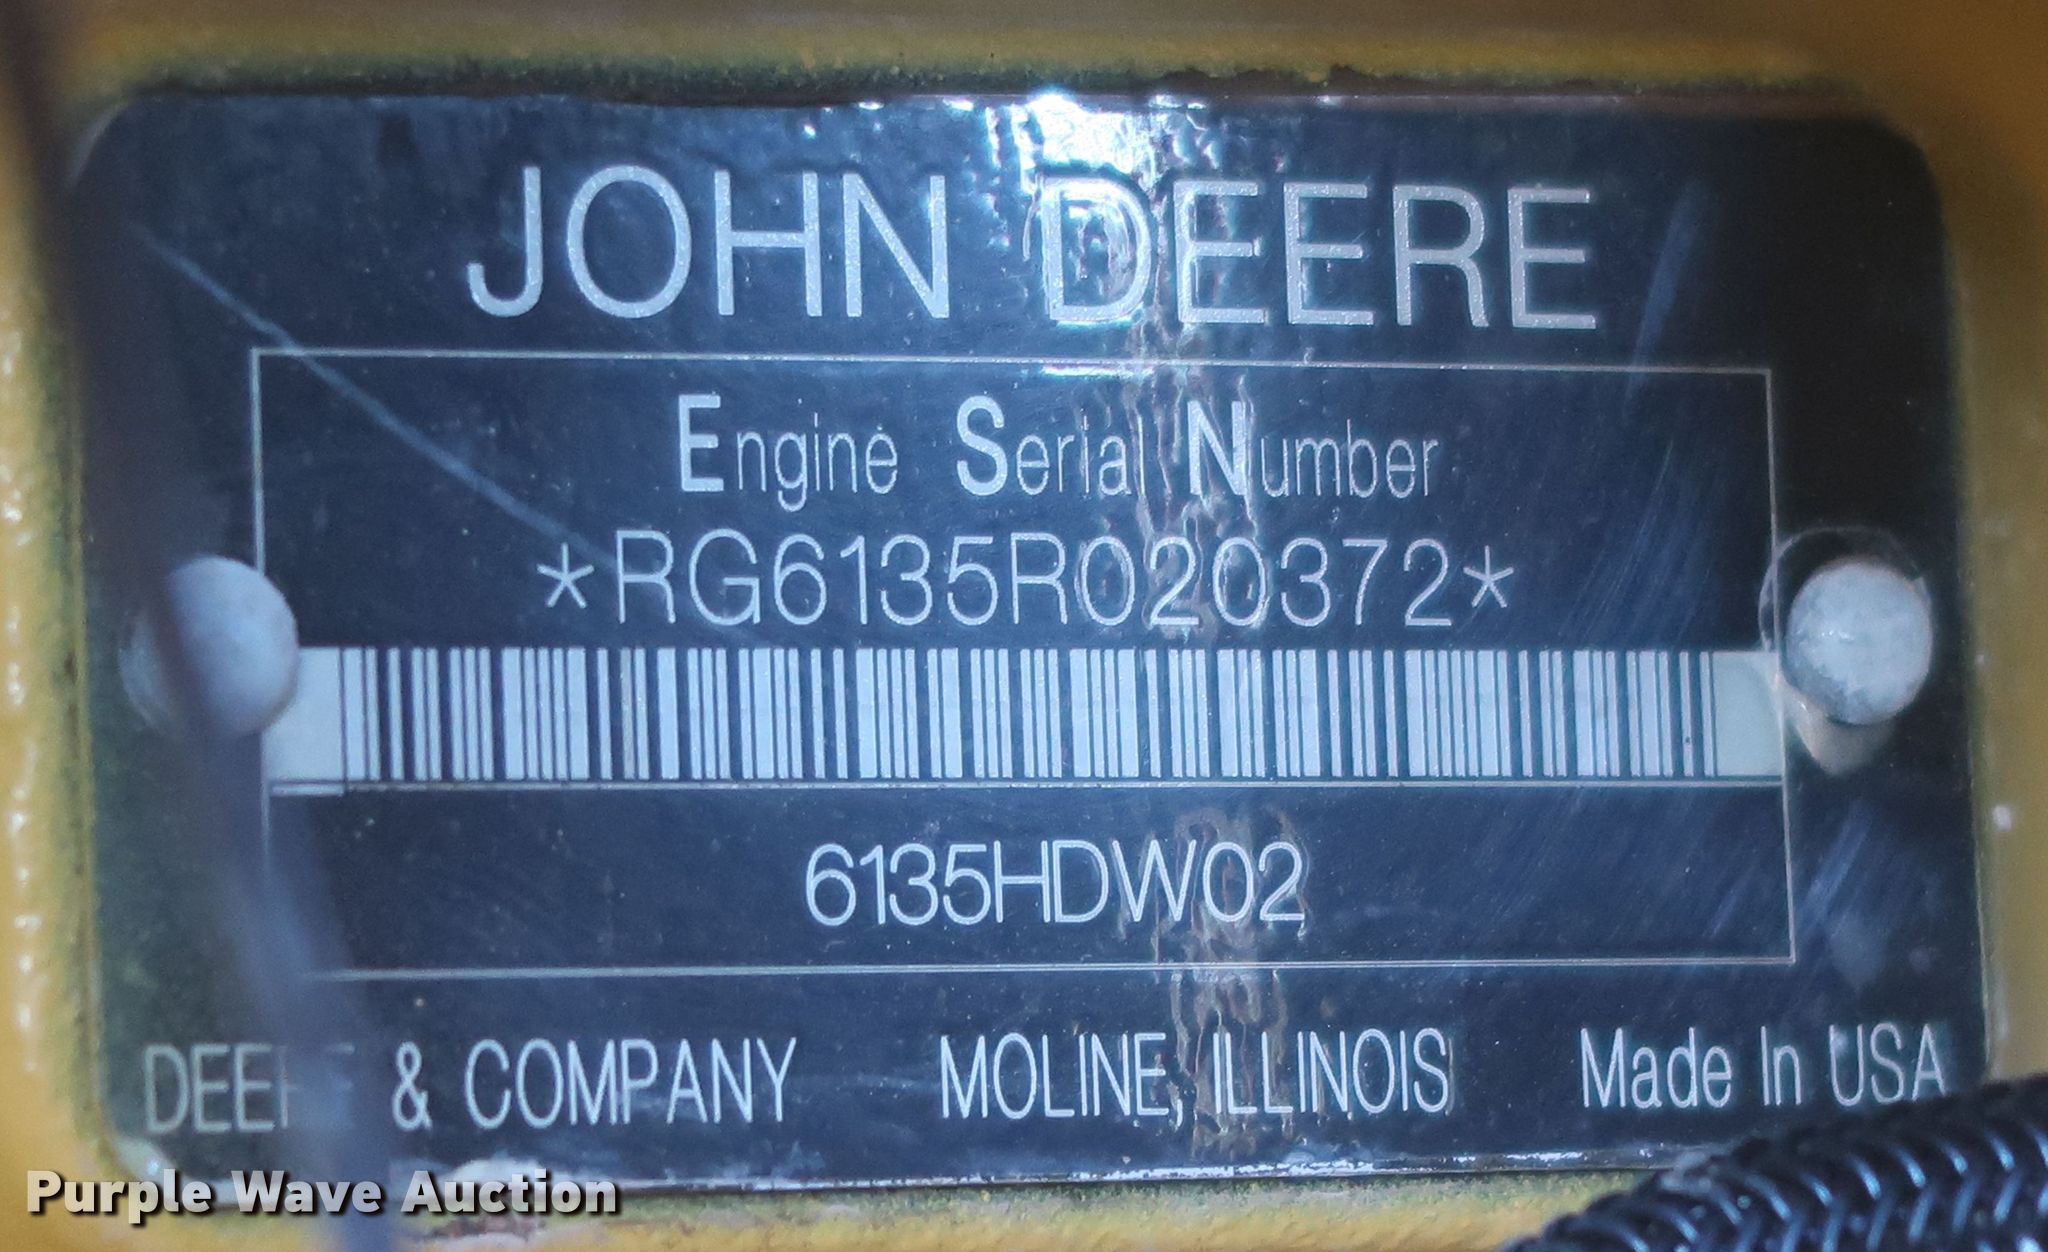 JOHN DEERE
Engine Serial Number
*RG6135R020372*
6135HDW02
& COMPANY MOLINE, ILLINOIS Made In USA
Purple Wave Auction